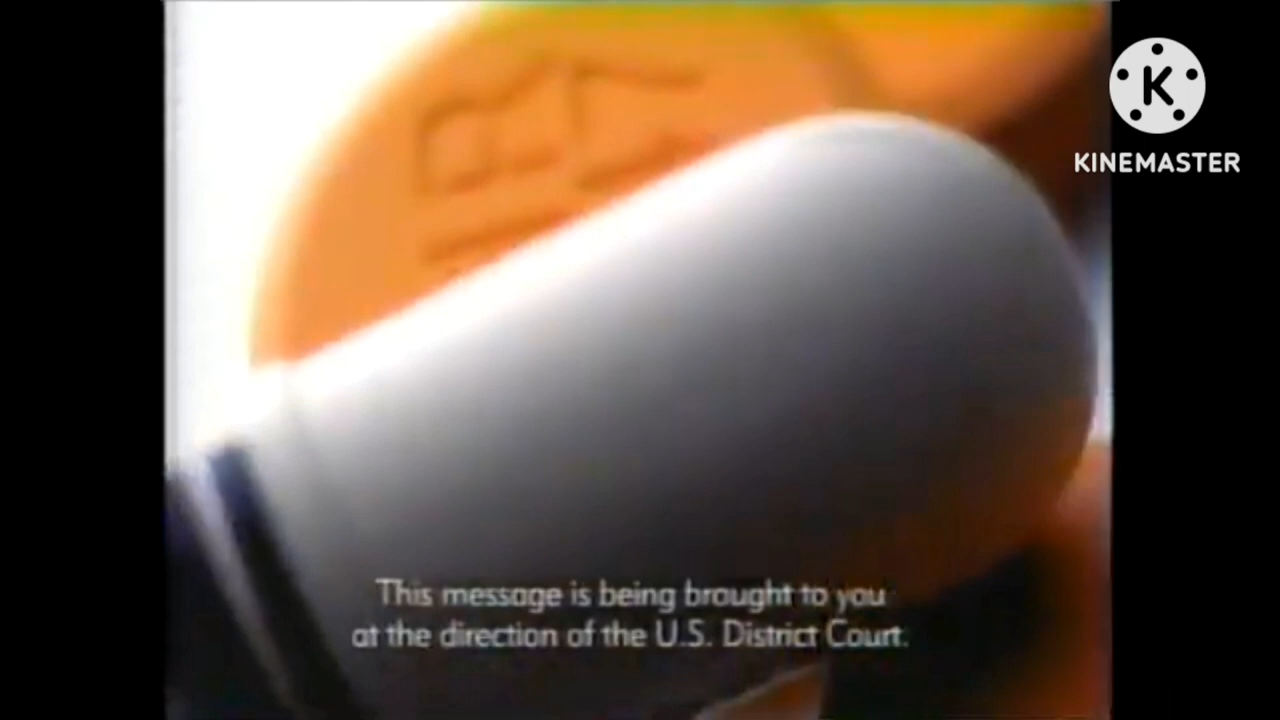 K
KINEMASTER
This message is being brought to you
at the direction of the U.S. District Court.